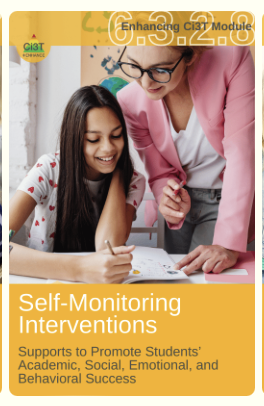 Enhancing Ci3T Module
6.3.2.8
Ci3T
Self-Monitoring
Interventions
Supports to Promote Students'
Academic, Social, Emotional, and
Behavioral Success